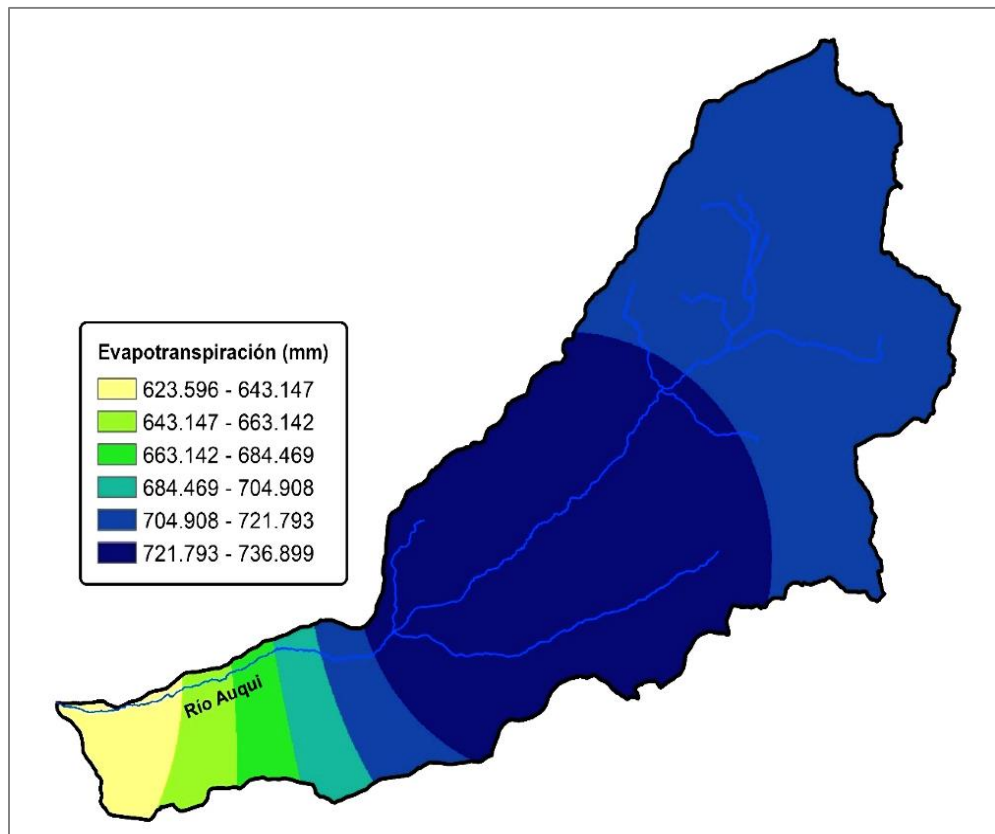 Evapotranspiración (mm)
623.596 - 643.147
643.147 - 663.142
663.142 - 684.469
684.469 - 704.908
704.908 - 721.793
721.793 - 736.899
Río Auqui